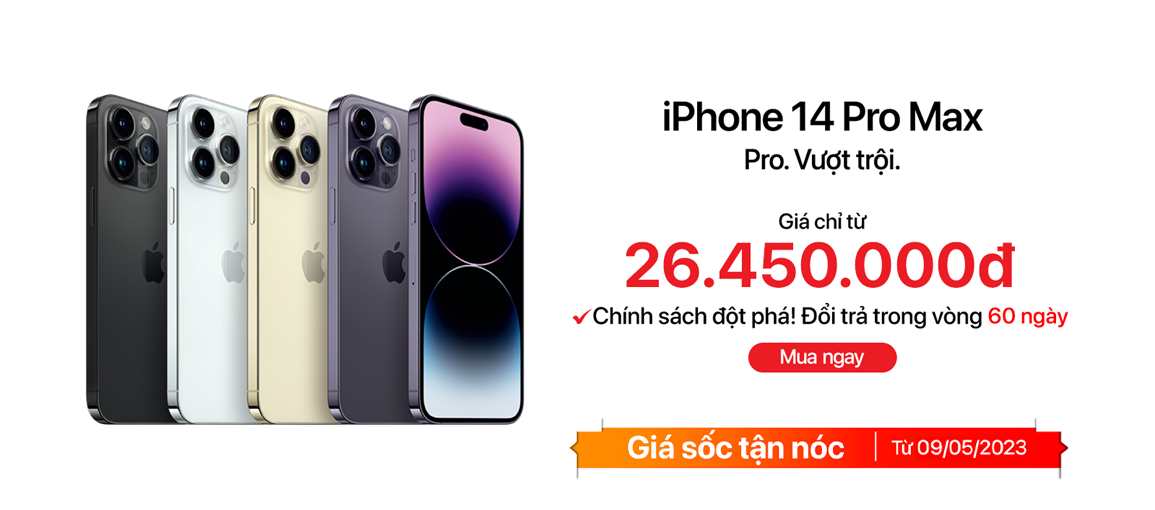 iPhone 14 Pro Max
Pro. Vượt trội.
Giá chỉ từ
26.450.000đ
Chính sách đột phá! Đổi trả trong vòng 60 ngày
Mua ngay
Giá sốc tận nóc Từ 09/05/2023